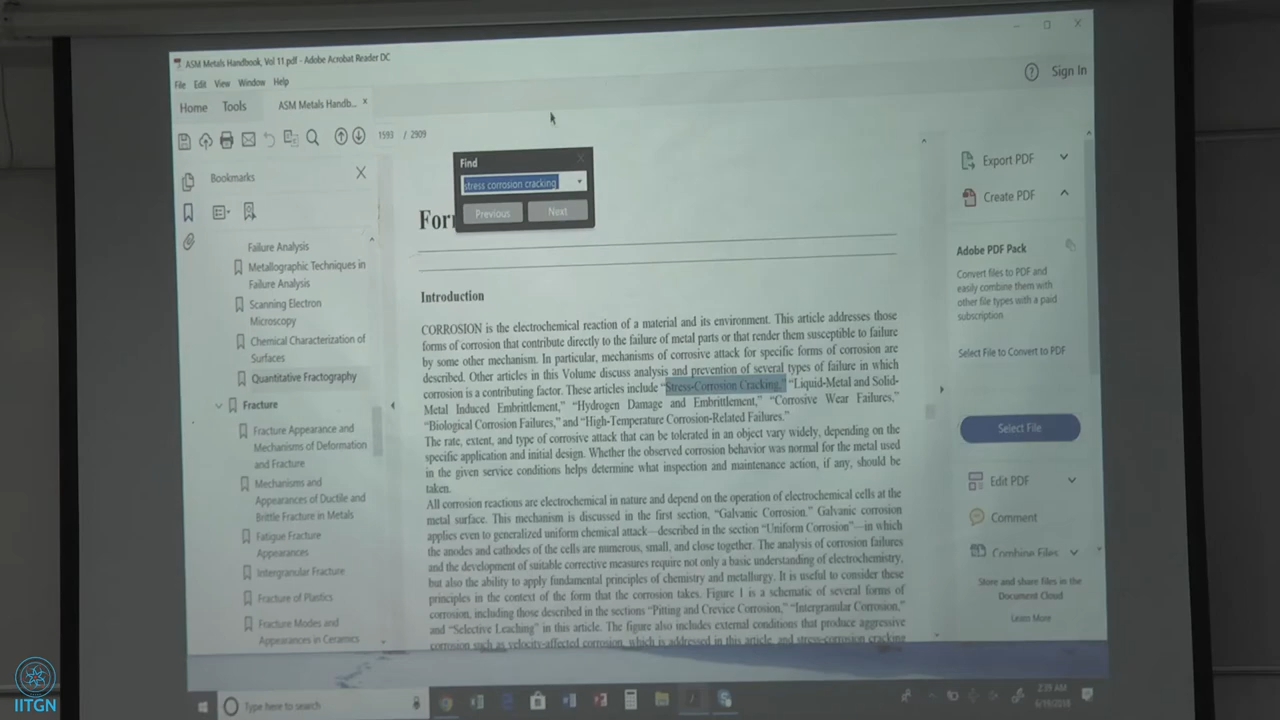 ASM Metals Handbook, Vol 11.pdf - Adobe Acrobat Reader DC
File Edit View Window Help
Sign In
Home Tools ASM Metals Handb...
1593 / 2909
Bookmarks
Failure Analysis
Metallographic Techniques in
Failure Analysis
Scanning Electron
Microscopy
Chemical Characterization of
Surfaces
Quantitative Fractography
Fracture
Fracture Appearance and
Mechanisms of Deformation
and Fracture
Mechanisms and
Appearances of Ductile and
Brittle Fracture in Metals
Fatigue Fracture
Appearances
Intergranular Fracture
Fracture of Plastics
Fracture Modes and
Appearances in Ceramics
Find
stress corrosion cracking
Previous Next
For
Introduction
CORROSION is the electrochemical reaction of a material and its environment. This article addresses those
forms of corrosion that contribute directly to the failure of metal parts or that render them susceptible to failure
by some other mechanism. In particular, mechanisms of corrosive attack for specific forms of corrosion are
described. Other articles in this Volume discuss analysis and prevention of several types of failure in which
corrosion is a contributing factor. These articles include “Stress-Corrosion Cracking,” “Liquid-Metal and Solid-
Metal Induced Embrittlement,” “Hydrogen Damage and Embrittlement,” “Corrosive Wear Failures,”
“Biological Corrosion Failures,” and “High-Temperature Corrosion-Related Failures.”
The rate, extent, and type of corrosive attack that can be tolerated in an object vary widely, depending on the
specific application and initial design. Whether the observed corrosion behavior was normal for the metal used
in the given service conditions helps determine what inspection and maintenance action, if any, should be
taken.
All corrosion reactions are electrochemical in nature and depend on the operation of electrochemical cells at the
metal surface. This mechanism is discussed in the first section, “Galvanic Corrosion.” Galvanic corrosion
applies even to generalized uniform chemical attack—described in the section “Uniform Corrosion”—in which
the anodes and cathodes of the cells are numerous, small, and close together. The analysis of corrosion failures
and the development of suitable corrective measures require not only a basic understanding of electrochemistry,
but also the ability to apply fundamental principles of chemistry and metallurgy. It is useful to consider these
principles in the context of the form that the corrosion takes. Figure 1 is a schematic of several forms of
corrosion, including those described in the sections “Pitting and Crevice Corrosion,” “Intergranular Corrosion,”
and “Selective Leaching” in this article. The figure also includes external conditions that produce aggressive
corrosion such as velocity-affected corrosion, which is addressed in this article, and stress-corrosion cracking
Export PDF
Create PDF
Adobe PDF Pack
Convert files to PDF and
easily combine them with
other file types with a paid
subscription
Select File to Convert to PDF
Select File
Edit PDF
Comment
Combine Files
Store and share files in the
Document Cloud
Learn More
Type here to search
2:39 AM
IITGN